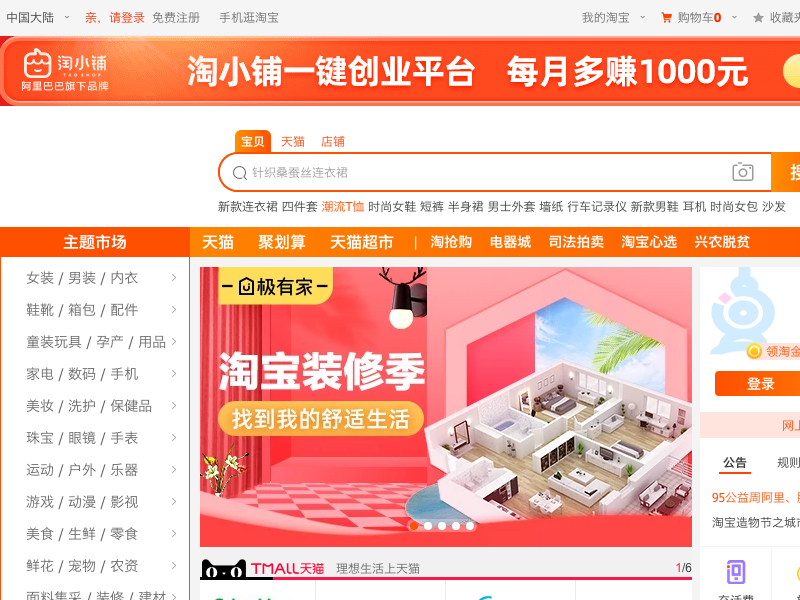 中国大陆 亲，请登录 免费注册 手机逛淘宝 我的淘宝 购物车0 收藏夹
淘小铺
TAO SHOP
阿里巴巴旗下品牌
淘小铺一键创业平台 每月多赚1000元
宝贝 天猫 店铺
针织桑蚕丝连衣裙
新款连衣裙 四件套 潮流T恤 时尚女鞋 短裤 半身裙 男士外套 墙纸 行车记录仪 新款男鞋 耳机 时尚女包 沙发
主题市场 天猫 聚划算 天猫超市 | 淘抢购 电器城 司法拍卖 淘宝心选 兴农脱贫
女装 / 男装 / 内衣
鞋靴 / 箱包 / 配件
童装玩具 / 孕产 / 用品
家电 / 数码 / 手机
美妆 / 洗护 / 保健品
珠宝 / 眼镜 / 手表
运动 / 户外 / 乐器
游戏 / 动漫 / 影视
美食 / 生鲜 / 零食
鲜花 / 宠物 / 农资
面料集采 / 装修 / 建材
极有家
淘宝装修季
找到我的舒适生活
TMALL天猫 理想生活上天猫 1/6
领淘金
登录
网上
公告 规则
95公益周阿里、
淘宝造物节之城市
充话费